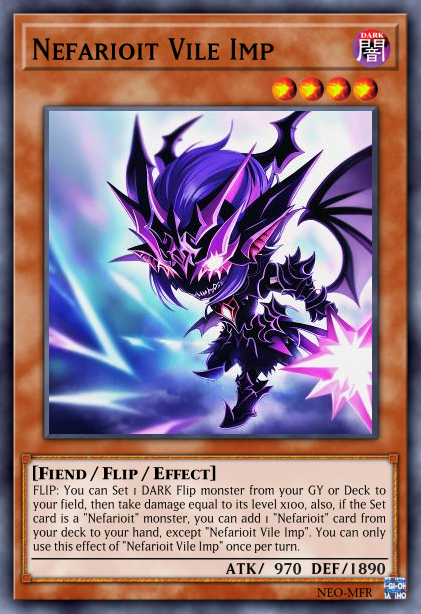 Nefarioit Vile Imp
DARK
闇
[Fiend / Flip / Effect]
FLIP: You can Set 1 DARK Flip monster from your GY or Deck to
your field, then take damage equal to its level x100, also, if the Set
card is a "Nefarioit" monster, you can add 1 "Nefarioit" card from
your deck to your hand, except "Nefarioit Vile Imp". You can only
use this effect of "Nefarioit Vile Imp" once per turn.
ATK/ 970 DEF/1890
NEO-MFR